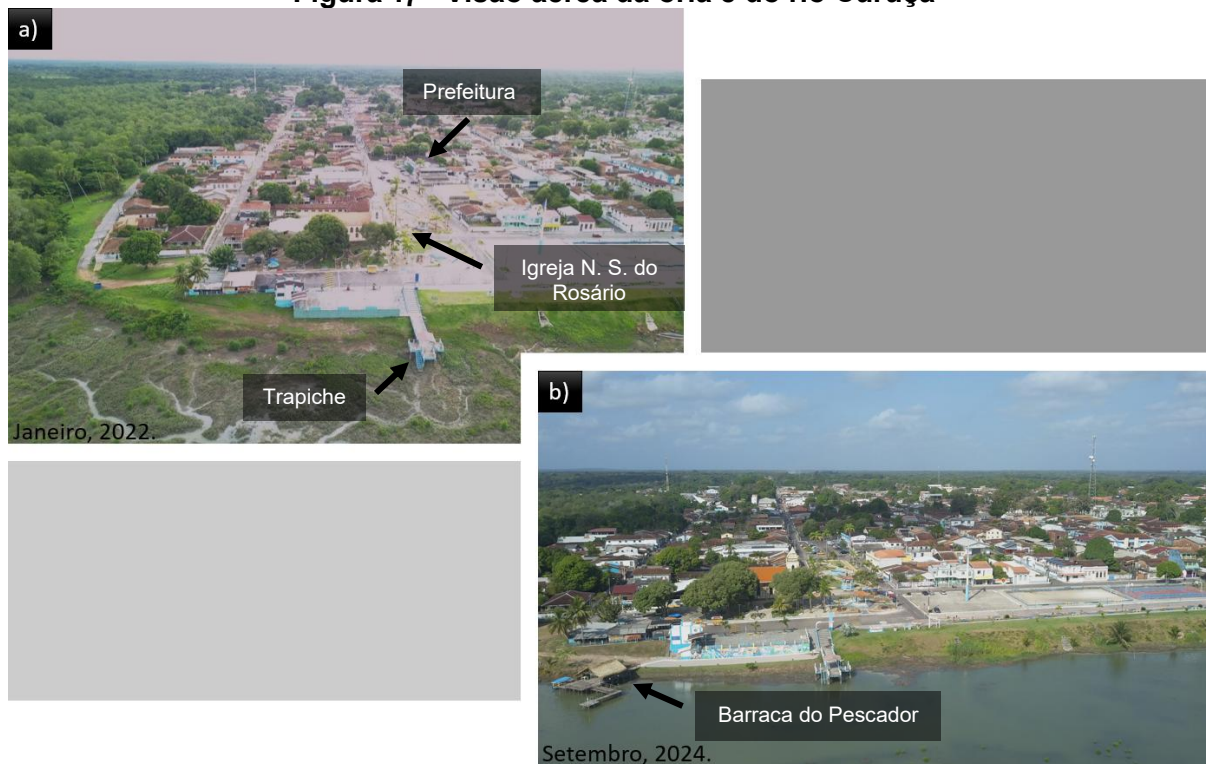 a)
Prefeitura
Igreja N. S. do
Rosário
Trapiche
Janeiro, 2022.
b)
Barraca do Pescador
Setembro, 2024.